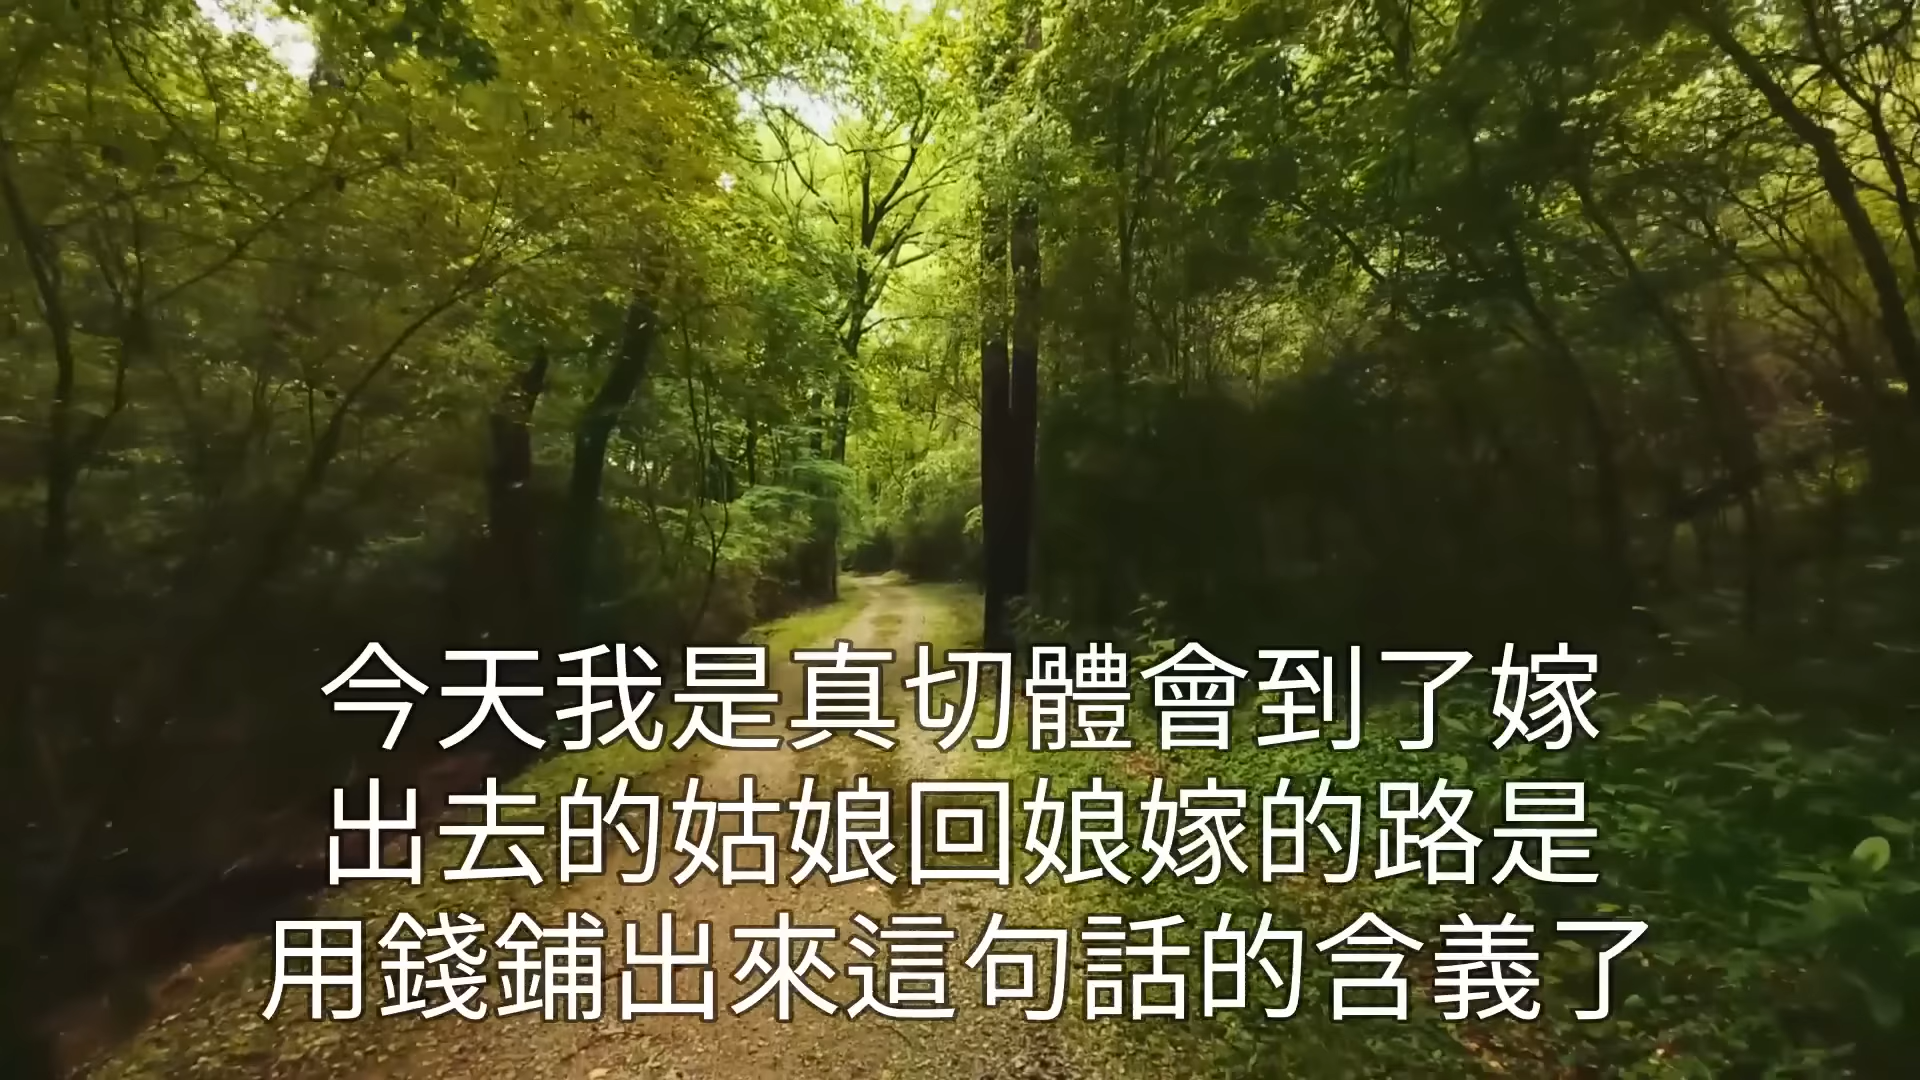 今天我是真切體會到了嫁
出去的姑娘回娘嫁的路是
用錢鋪出來這句話的含義了